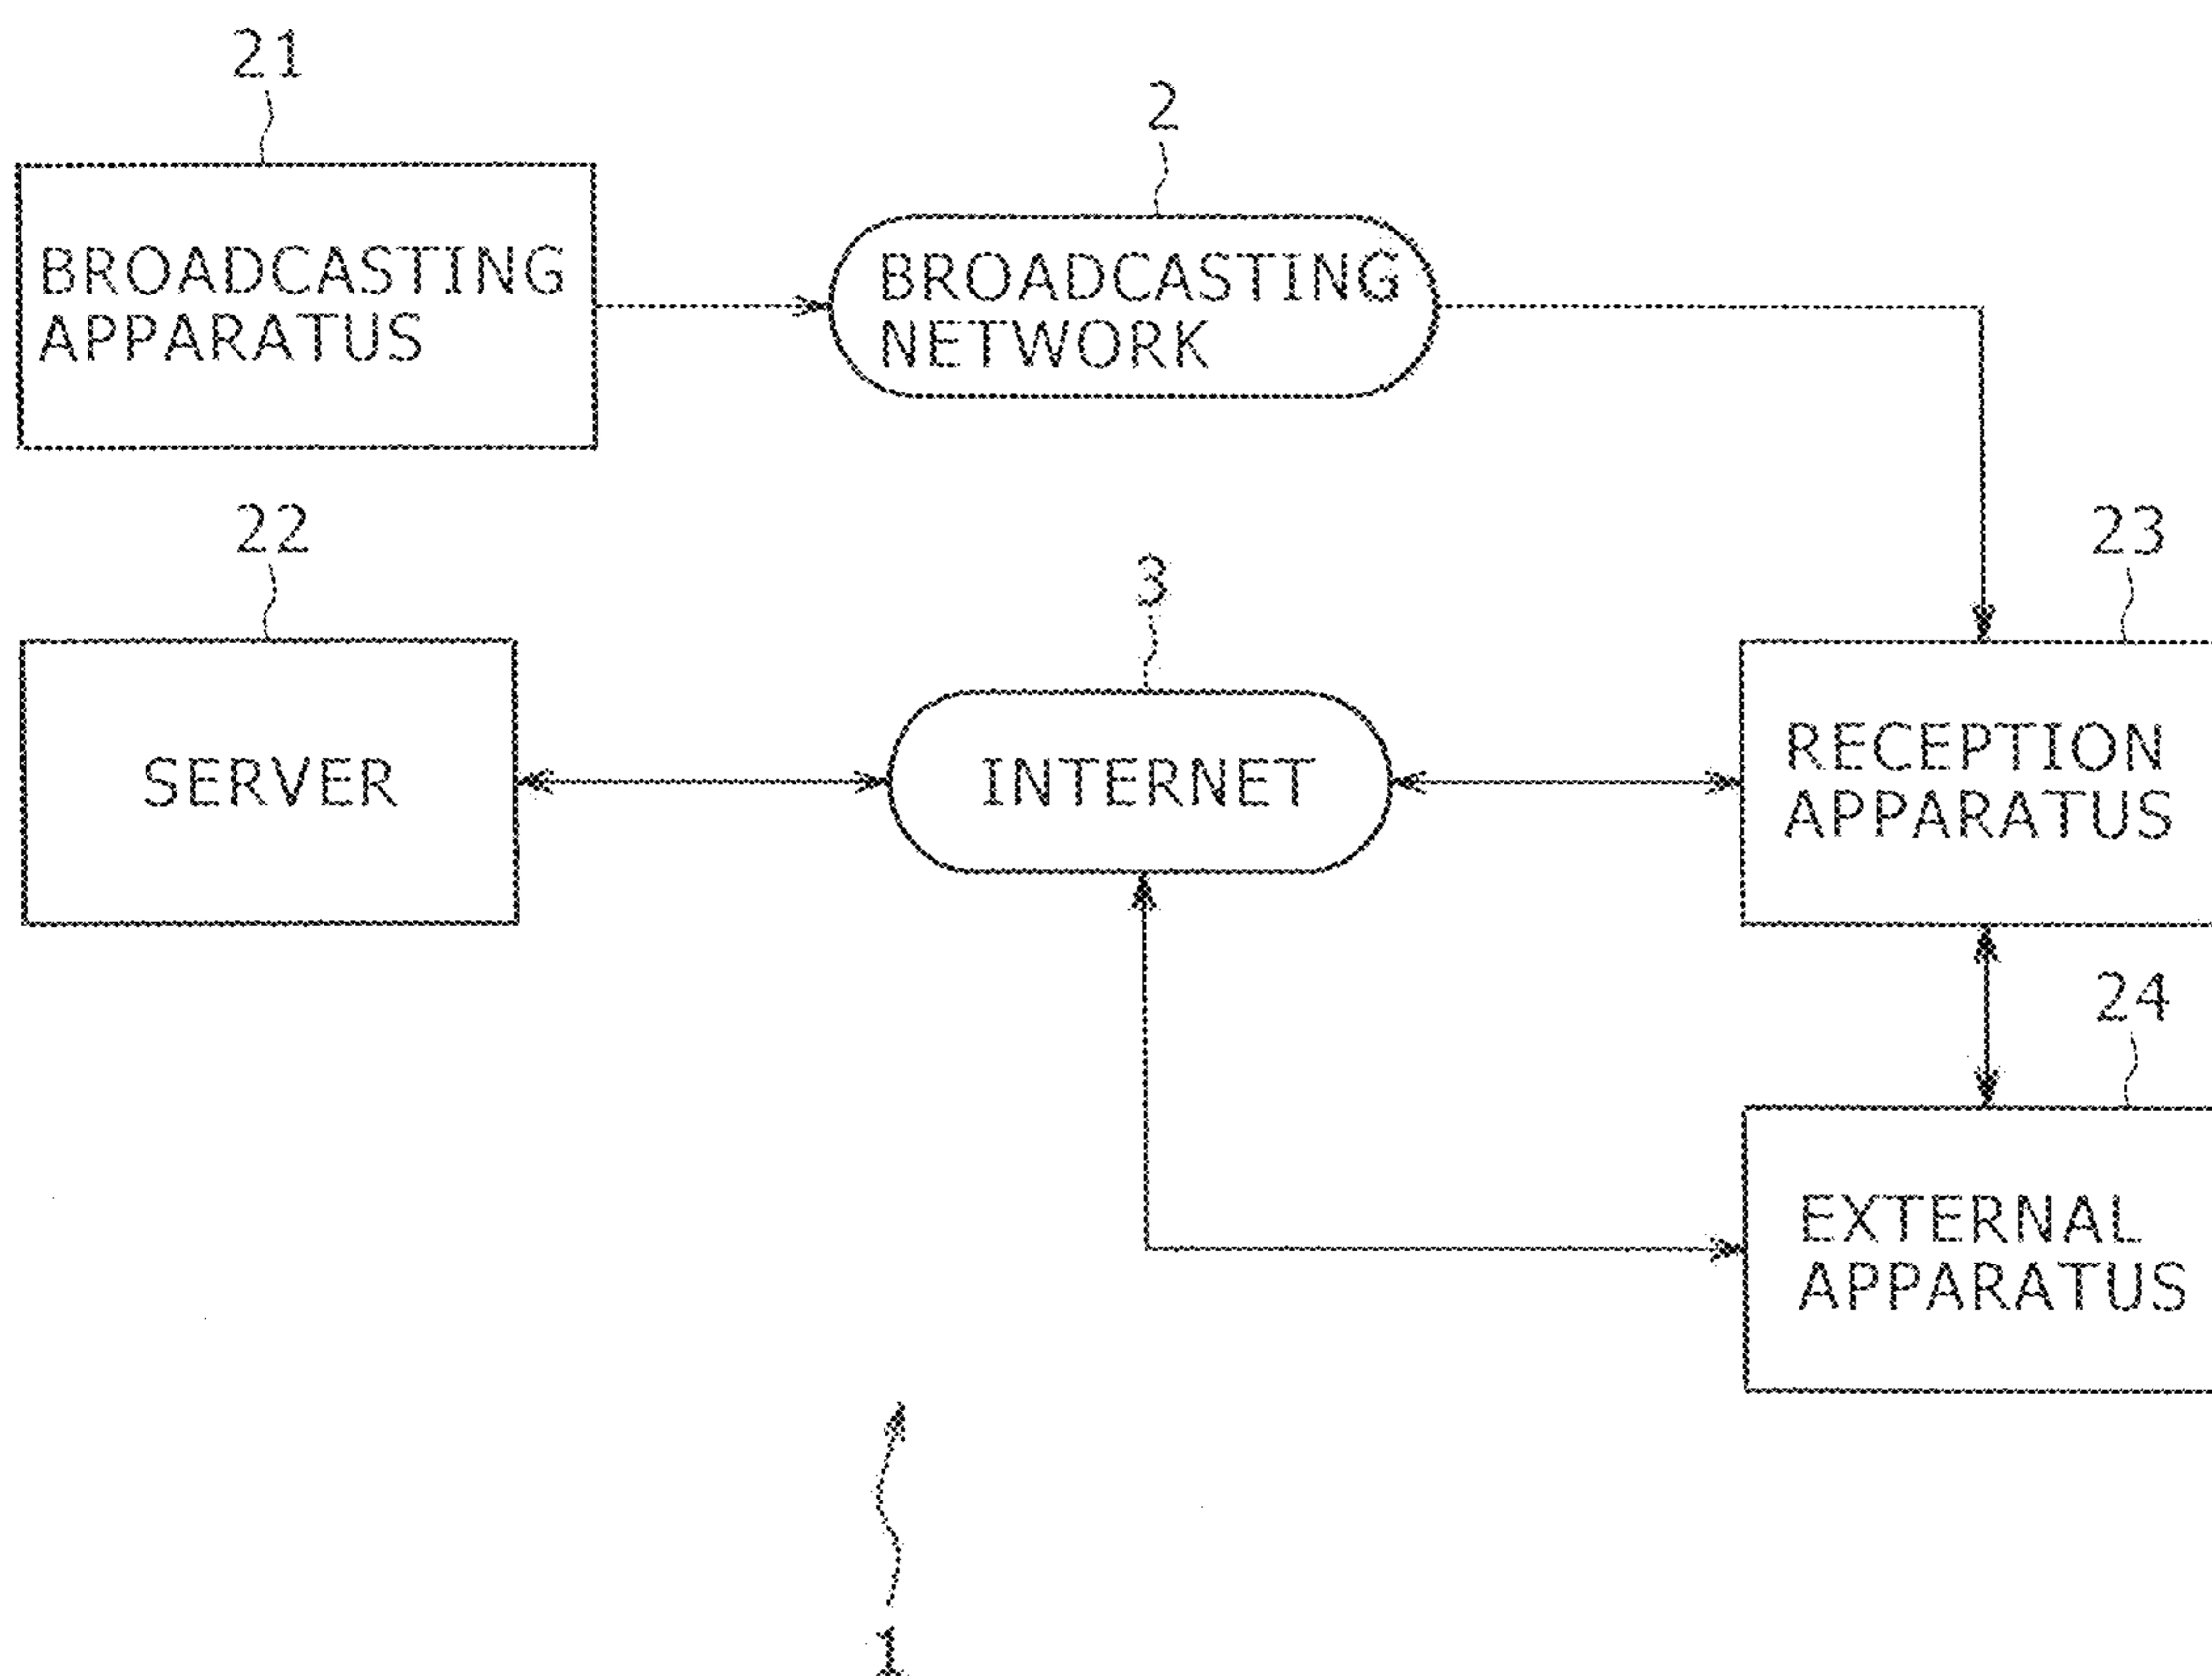 21
BROADCASTING
APPARATUS
2
BROADCASTING
NETWORK
22
SERVER
3
INTERNET
23
RECEPTION
APPARATUS
24
EXTERNAL
APPARATUS
1